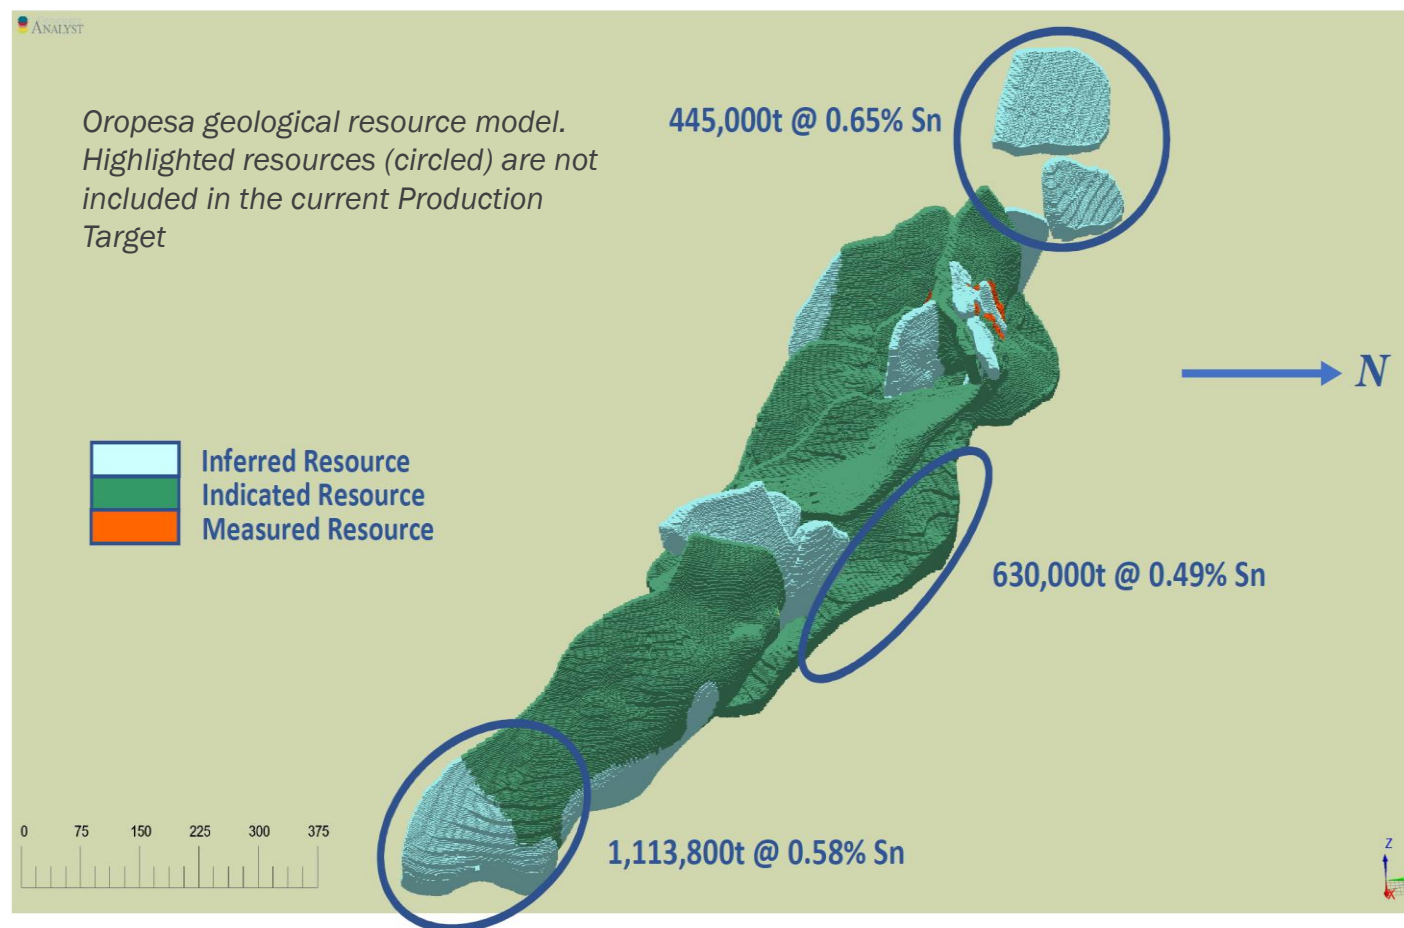 ANALYST
Oropesa geological resource model.
Highlighted resources (circled) are not
included in the current Production
Target
445,000t @ 0.65% Sn
N
Inferred Resource
Indicated Resource
Measured Resource
630,000t @ 0.49% Sn
1,113,800t @ 0.58% Sn
0 75 150 225 300 375
Z
X